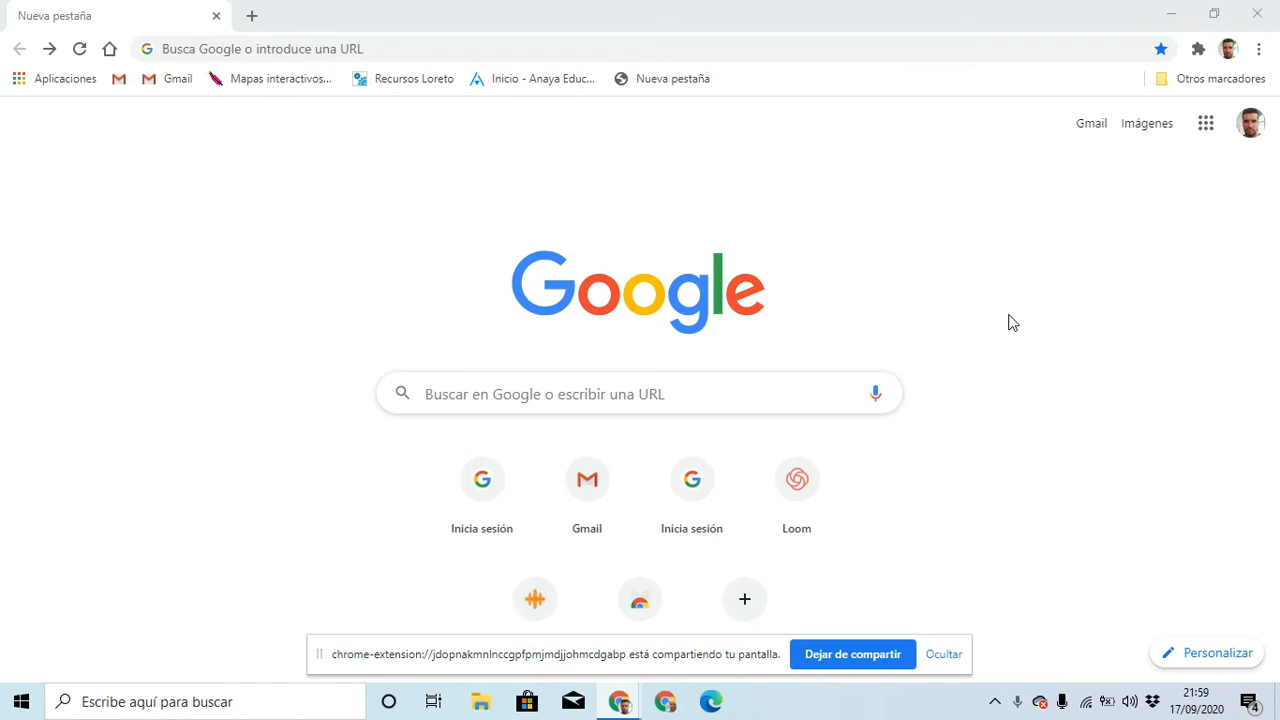 Nueva pestaña
Busca Google o introduce una URL
Aplicaciones Gmail Mapas interactivos... Recursos Loreto Inicio - Anaya Educ... Nueva pestaña Otros marcadores
Gmail Imágenes
Google
Buscar en Google o escribir una URL
Inicia sesión Gmail Inicia sesión Loom
chrome-extension://jdopnakmnlnccgpfpmjmdjjohmcdgabp está compartiendo tu pantalla. Dejar de compartir Ocultar
Personalizar
Escribe aquí para buscar
21:59
17/09/2020
4